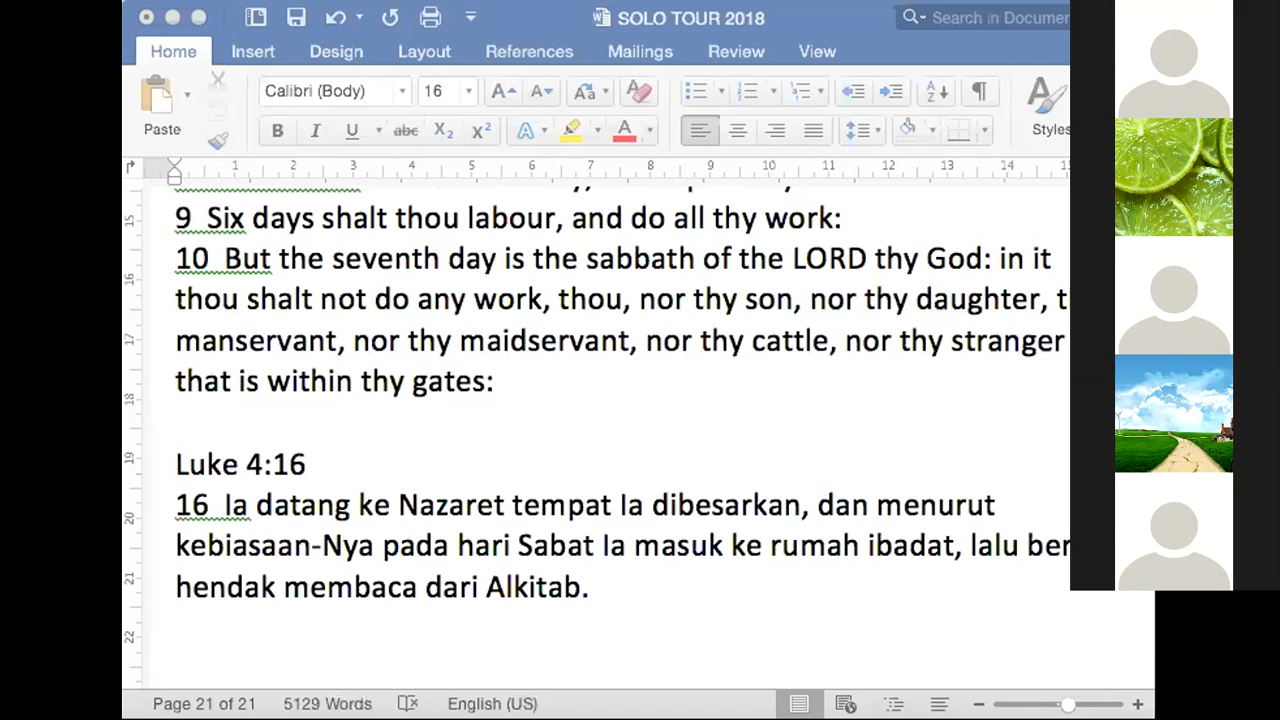 SOLO TOUR 2018
Search in
Home Insert Design Layout References Mailings Review View
Paste
Calibri (Body) 16
Styles
9 Six days shalt thou labour, and do all thy work:
10 But the seventh day is the sabbath of the LORD thy God: in it
thou shalt not do any work, thou, nor thy son, nor thy daughter,
manservant, nor thy maidservant, nor thy cattle, nor thy stranger
that is within thy gates:
Luke 4:16
16 Ia datang ke Nazaret tempat Ia dibesarkan, dan menurut
kebiasaan-Nya pada hari Sabat Ia masuk ke rumah ibadat, lalu
hendak membaca dari Alkitab.
Page 21 of 21 5129 Words English (US)